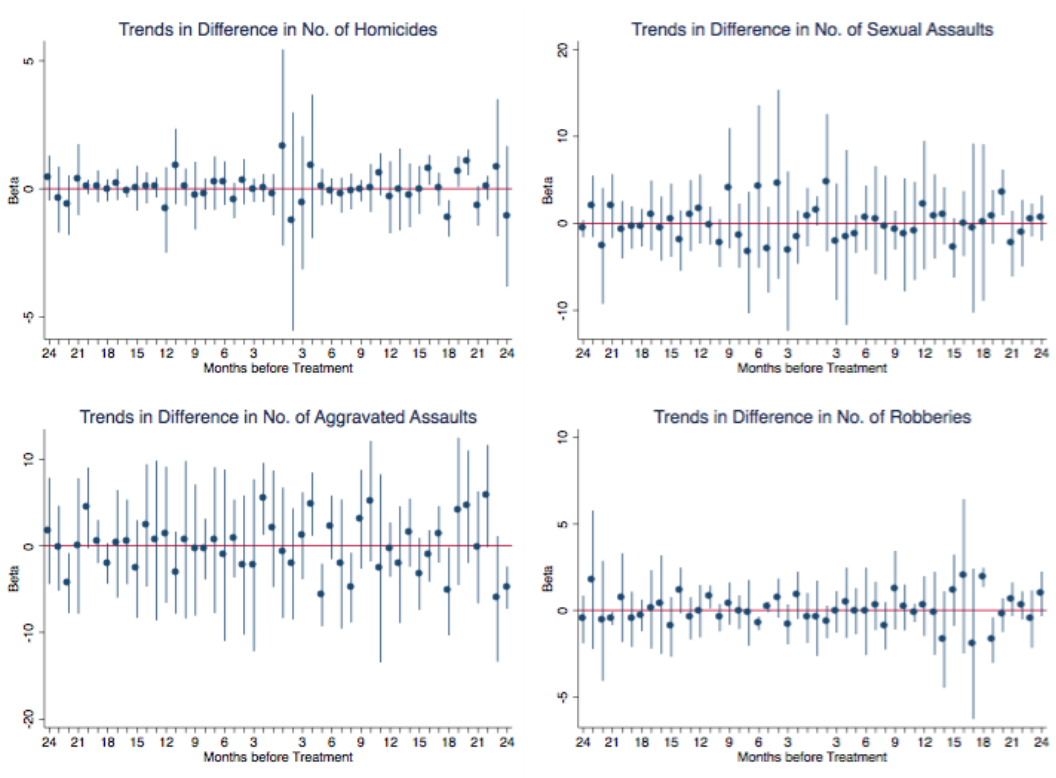 Trends in Difference in No. of Homicides
5
0
-5
Beta
24 21 18 15 12 9 6 3 3 6 9 12 15 18 21 24
Months before Treatment
Trends in Difference in No. of Sexual Assaults
20
10
0
-10
Beta
24 21 18 15 12 9 6 3 3 6 9 12 15 18 21 24
Months before Treatment
Trends in Difference in No. of Aggravated Assaults
10
0
-10
-20
Beta
24 21 18 15 12 9 6 3 3 6 9 12 15 18 21 24
Months before Treatment
Trends in Difference in No. of Robberies
10
5
0
-5
Beta
24 21 18 15 12 9 6 3 3 6 9 12 15 18 21 24
Months before Treatment